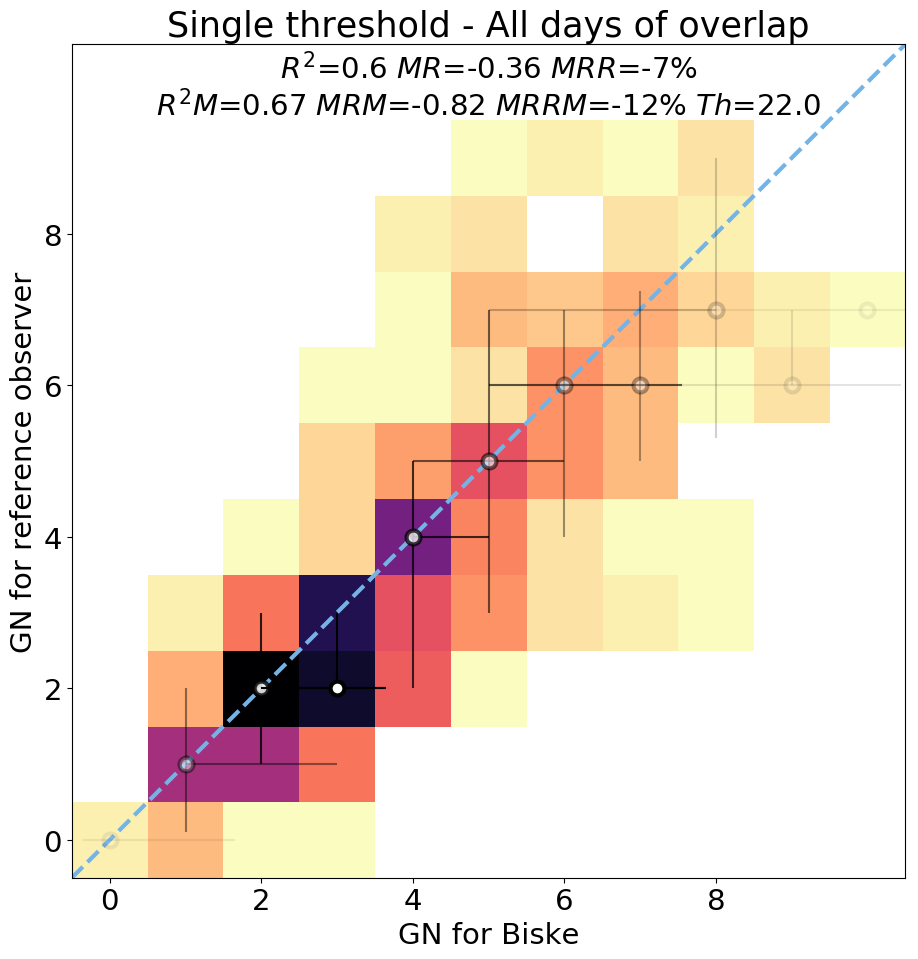 Single threshold - All days of overlap
R²=0.6 MR=-0.36 MRR=-7%
R²M=0.67 MRM=-0.82 MRRM=-12% Th=22.0
GN for reference observer
8
6
4
2
0
0 2 4 6 8
GN for Biske